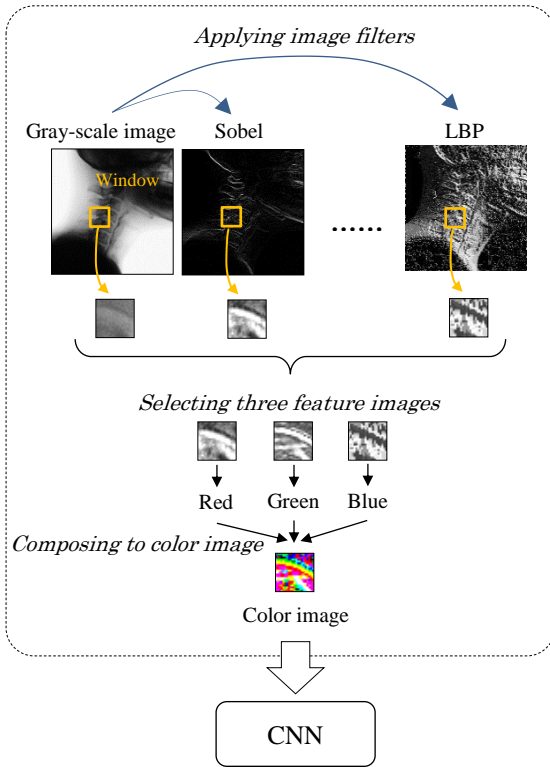 Applying image filters
Gray-scale image
Sobel
LBP
Window
......
Selecting three feature images
Red
Green
Blue
Composing to color image
Color image
CNN